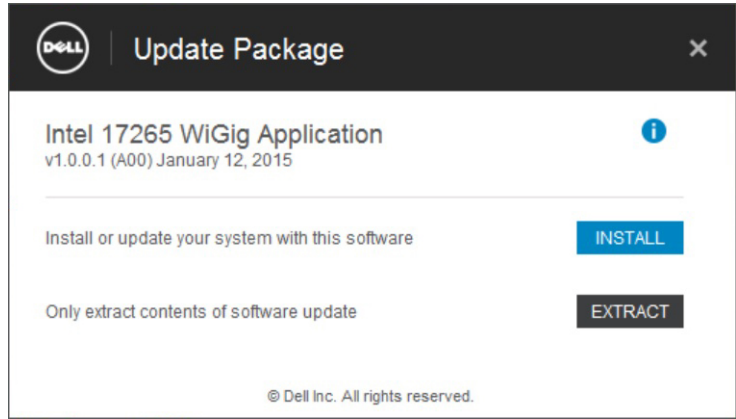 DELL
Update Package
Intel 17265 WiGig Application
v1.0.0.1 (A00) January 12, 2015
Install or update your system with this software
INSTALL
Only extract contents of software update
EXTRACT
© Dell Inc. All rights reserved.